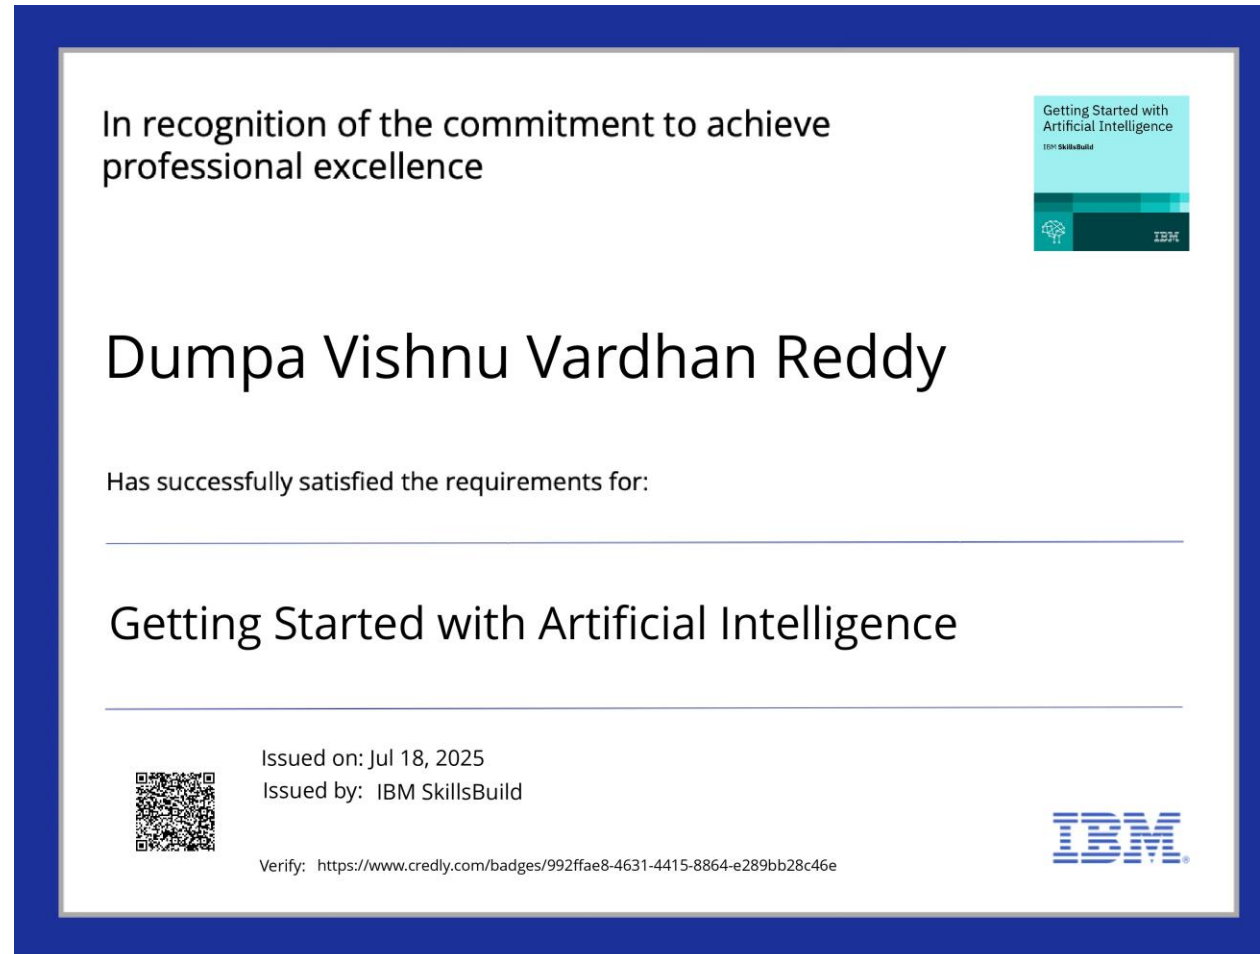 In recognition of the commitment to achieve
professional excellence
Getting Started with
Artificial Intelligence
IBM SkillsBuild
IBM
Dumpa Vishnu Vardhan Reddy
Has successfully satisfied the requirements for:
Getting Started with Artificial Intelligence
Issued on: Jul 18, 2025
Issued by: IBM SkillsBuild
Verify: https://www.credly.com/badges/992ffae8-4631-4415-8864-e289bb28c46e
IBM®